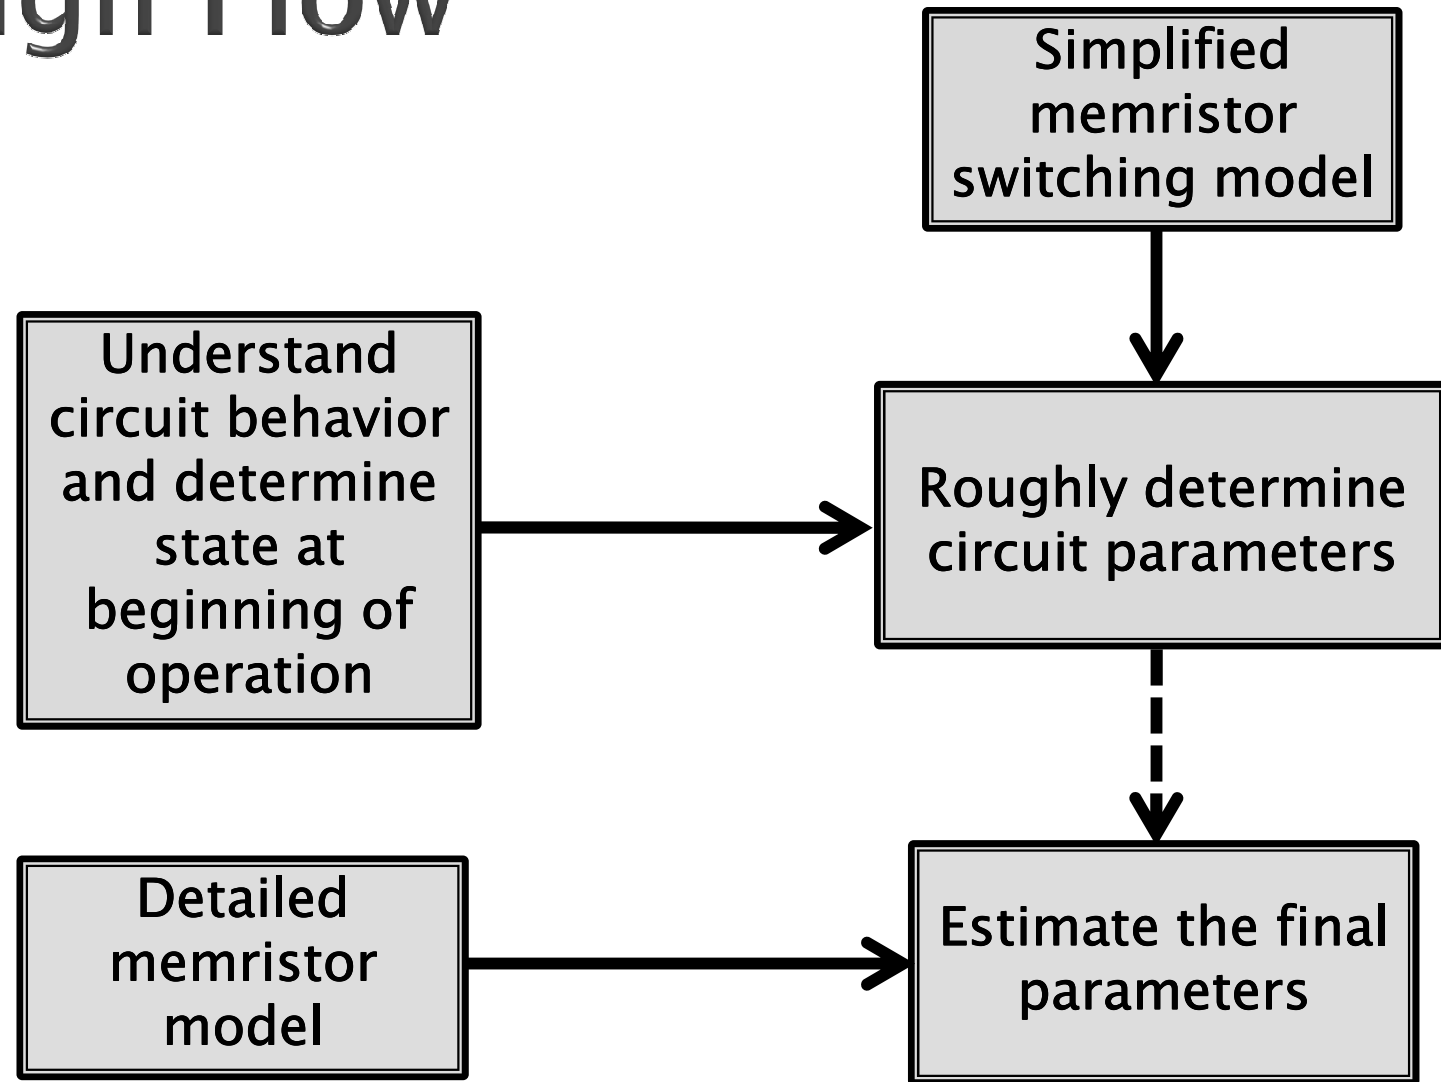 Flow
Simplified
memristor
switching model
Understand
circuit behavior
and determine
state at
beginning of
operation
Roughly determine
circuit parameters
Detailed
memristor
model
Estimate the final
parameters